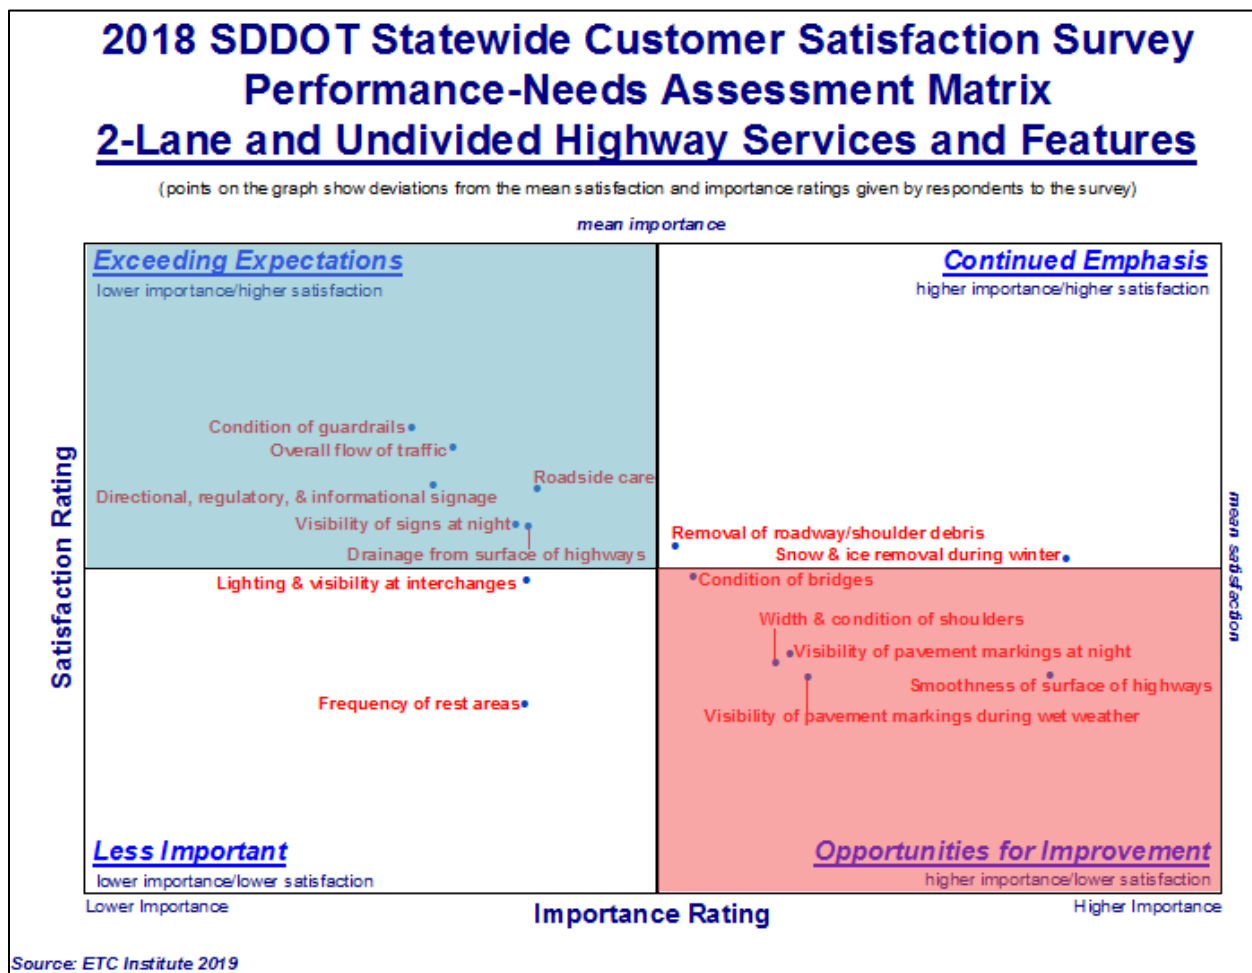 2018 SDDOT Statewide Customer Satisfaction Survey
Performance-Needs Assessment Matrix
2-Lane and Undivided Highway Services and Features
(points on the graph show deviations from the mean satisfaction and importance ratings given by respondents to the survey)
mean importance
Exceeding Expectations
lower importance/higher satisfaction
Continued Emphasis
higher importance/higher satisfaction
Condition of guardrails
Overall flow of traffic
Roadside care
Directional, regulatory, & informational signage
Visibility of signs at night
Drainage from surface of highways
Removal of roadway/shoulder debris
Snow & ice removal during winter
Lighting & visibility at interchanges
Condition of bridges
Width & condition of shoulders
Visibility of pavement markings at night
Smoothness of surface of highways
Frequency of rest areas
Visibility of pavement markings during wet weather
Satisfaction Rating
mean satisfaction
Less Important
lower importance/lower satisfaction
Opportunities for Improvement
higher importance/lower satisfaction
Lower Importance
Importance Rating
Higher Importance
Source: ETC Institute 2019